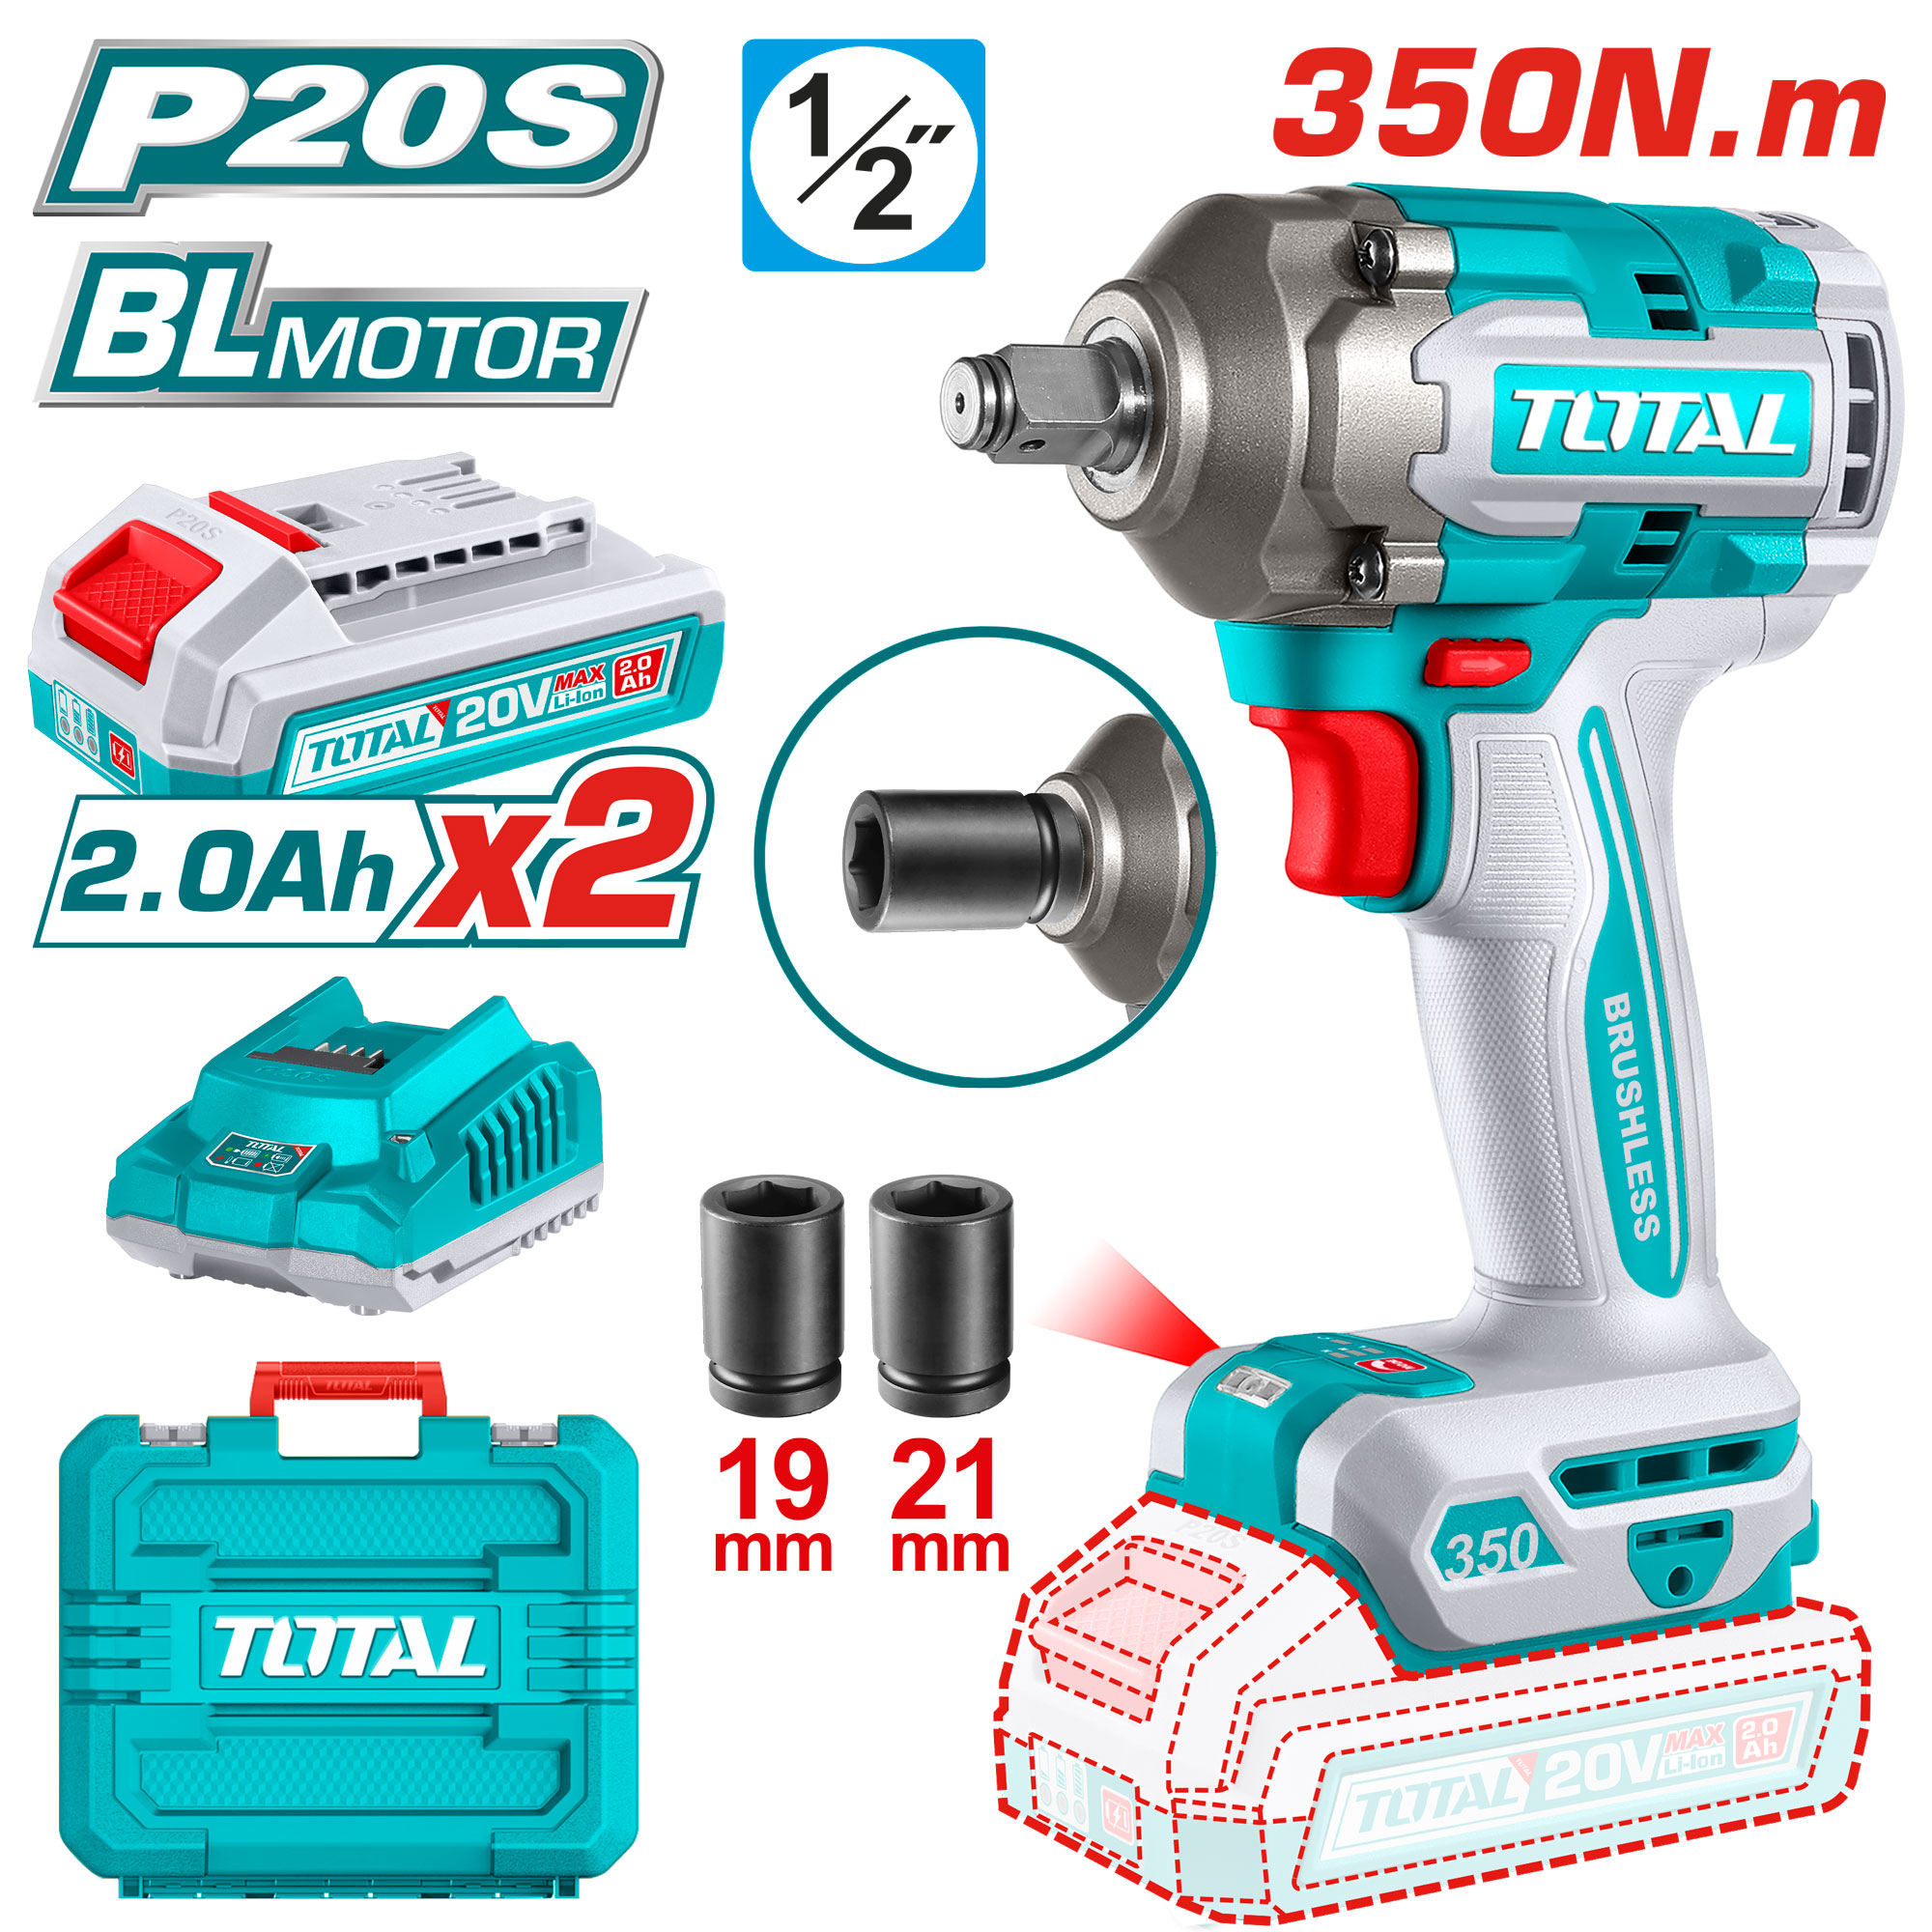 P20S
BL MOTOR
1/2"
350N.m
TOTAL
P20S
TOTAL 20V MAX Li-Ion 2.0 Ah
2.0Ah x2
P20S
TOTAL
BRUSHLESS
19 mm
21 mm
TOTAL
TOTAL
350
P20S
TOTAL 20V MAX Li-Ion 2.0 Ah